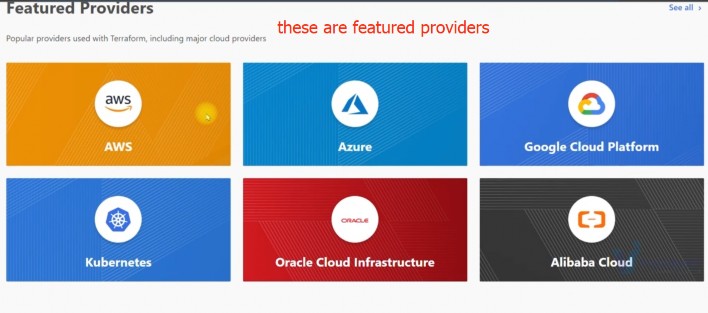 Featured Providers
See all ›
these are featured providers
Popular providers used with Terraform, including major cloud providers
aws
AWS
Azure
Google Cloud Platform
Kubernetes
ORACLE
Oracle Cloud Infrastructure
Alibaba Cloud